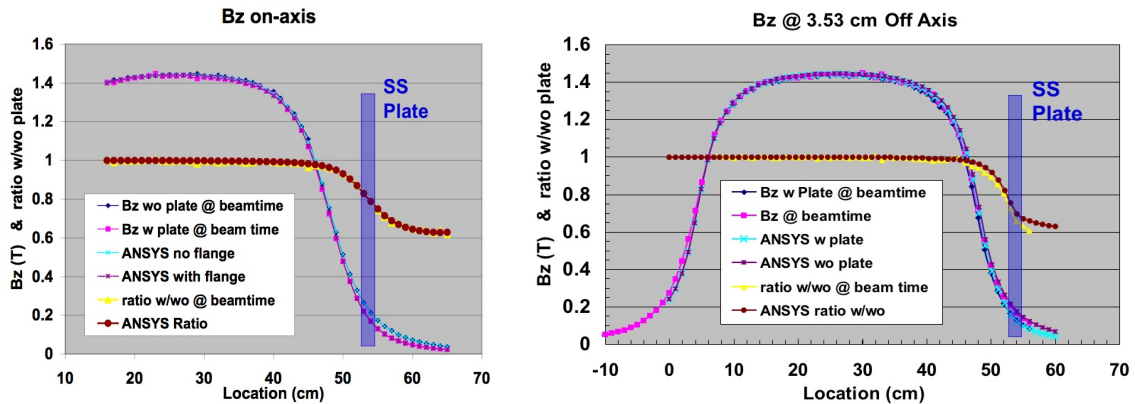 Bz on-axis
Bz (T) & ratio w/wo plate
1.6
1.4
1.2
1
0.8
0.6
0.4
0.2
0
SS
Plate
Bz wo plate @ beamtime
Bz w plate @ beam time
ANSYS no flange
ANSYS with flange
ratio w/wo @ beamtime
ANSYS Ratio
10 20 30 40 50 60 70
Location (cm)
Bz @ 3.53 cm Off Axis
Bz (T) & ratio w/wo plate
1.6
1.4
1.2
1
0.8
0.6
0.4
0.2
0
SS
Plate
Bz w Plate @ beamtime
Bz @ beamtime
ANSYS w plate
ANSYS wo plate
ratio w/wo @ beam time
ANSYS ratio w/wo
-10 0 10 20 30 40 50 60 70
Location (cm)